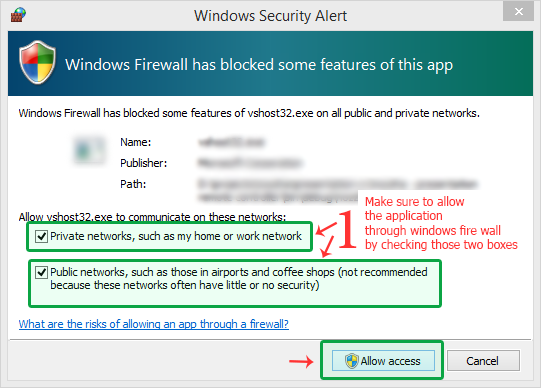 Windows Security Alert
Windows Firewall has blocked some features of this app
Windows Firewall has blocked some features of vshost32.exe on all public and private networks.
Name:
Publisher:
Path:
Allow vshost32.exe to communicate on these networks:
Private networks, such as my home or work network
1
Make sure to allow
the application
through windows fire wall
by checking those two boxes
Public networks, such as those in airports and coffee shops (not recommended
because these networks often have little or no security)
What are the risks of allowing an app through a firewall?
Allow access
Cancel